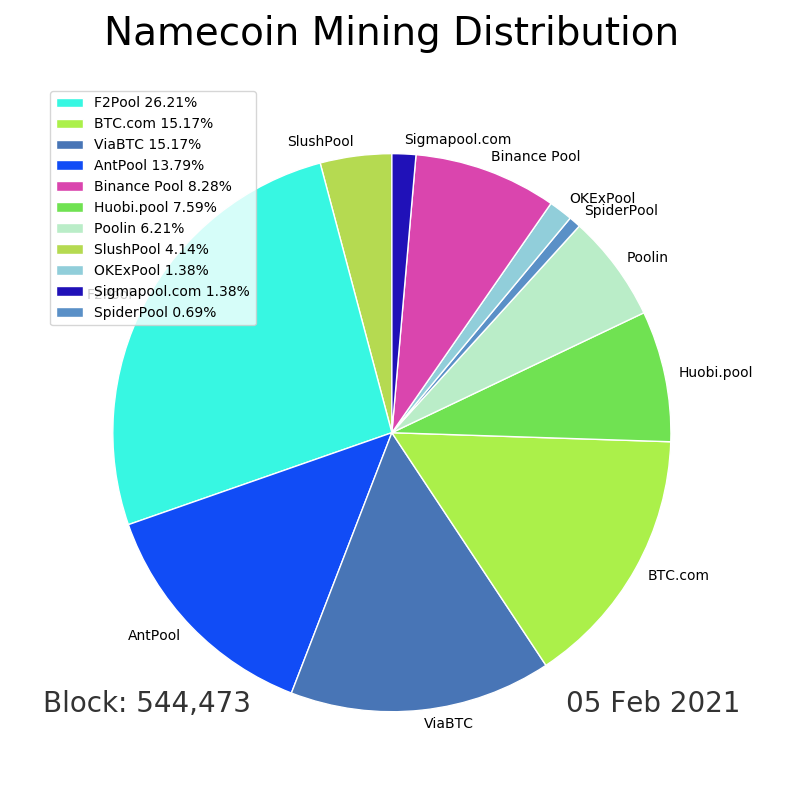 Namecoin Mining Distribution
F2Pool 26.21%
BTC.com 15.17%
ViaBTC 15.17%
AntPool 13.79%
Binance Pool 8.28%
Huobi.pool 7.59%
Poolin 6.21%
SlushPool 4.14%
OKExPool 1.38%
Sigmapool.com 1.38%
SpiderPool 0.69%
SlushPool
Sigmapool.com
Binance Pool
OKExPool
SpiderPool
Poolin
Huobi.pool
BTC.com
ViaBTC
AntPool
Block: 544,473
05 Feb 2021